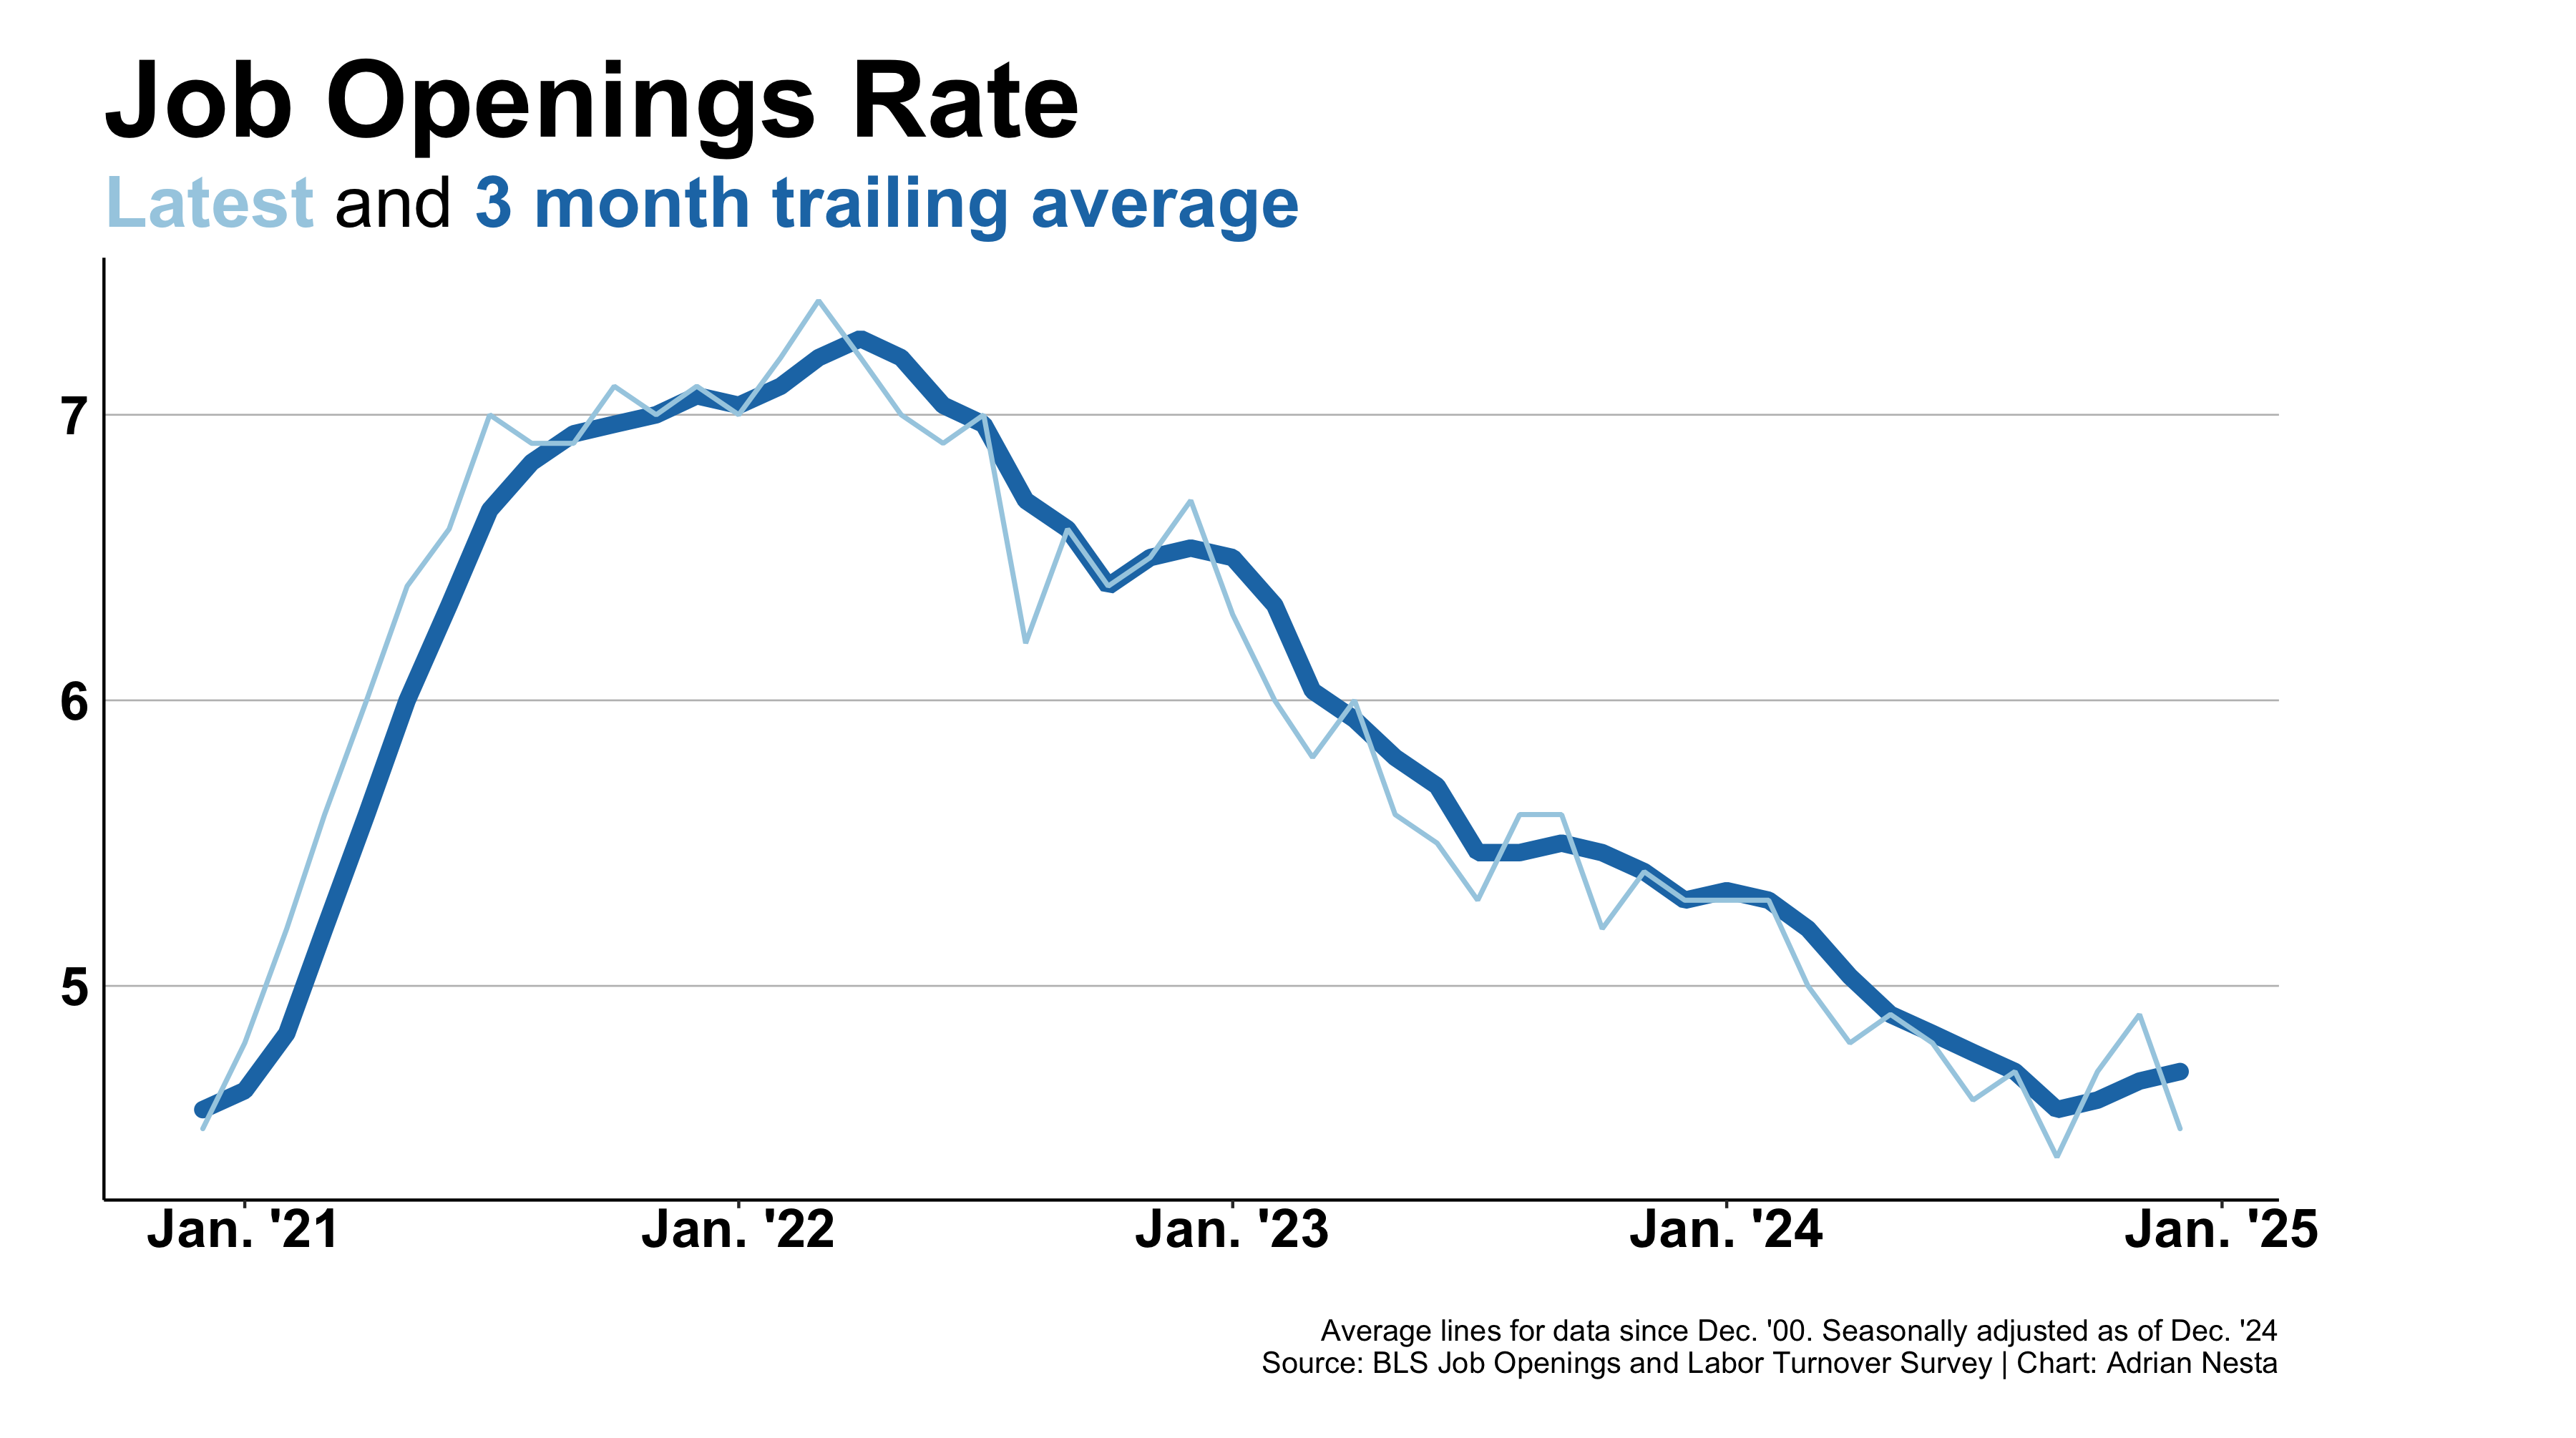 Job Openings Rate
Latest and 3 month trailing average
7
6
5
Jan. '21 Jan. '22 Jan. '23 Jan. '24 Jan. '25
Average lines for data since Dec. '00. Seasonally adjusted as of Dec. '24
Source: BLS Job Openings and Labor Turnover Survey | Chart: Adrian Nesta